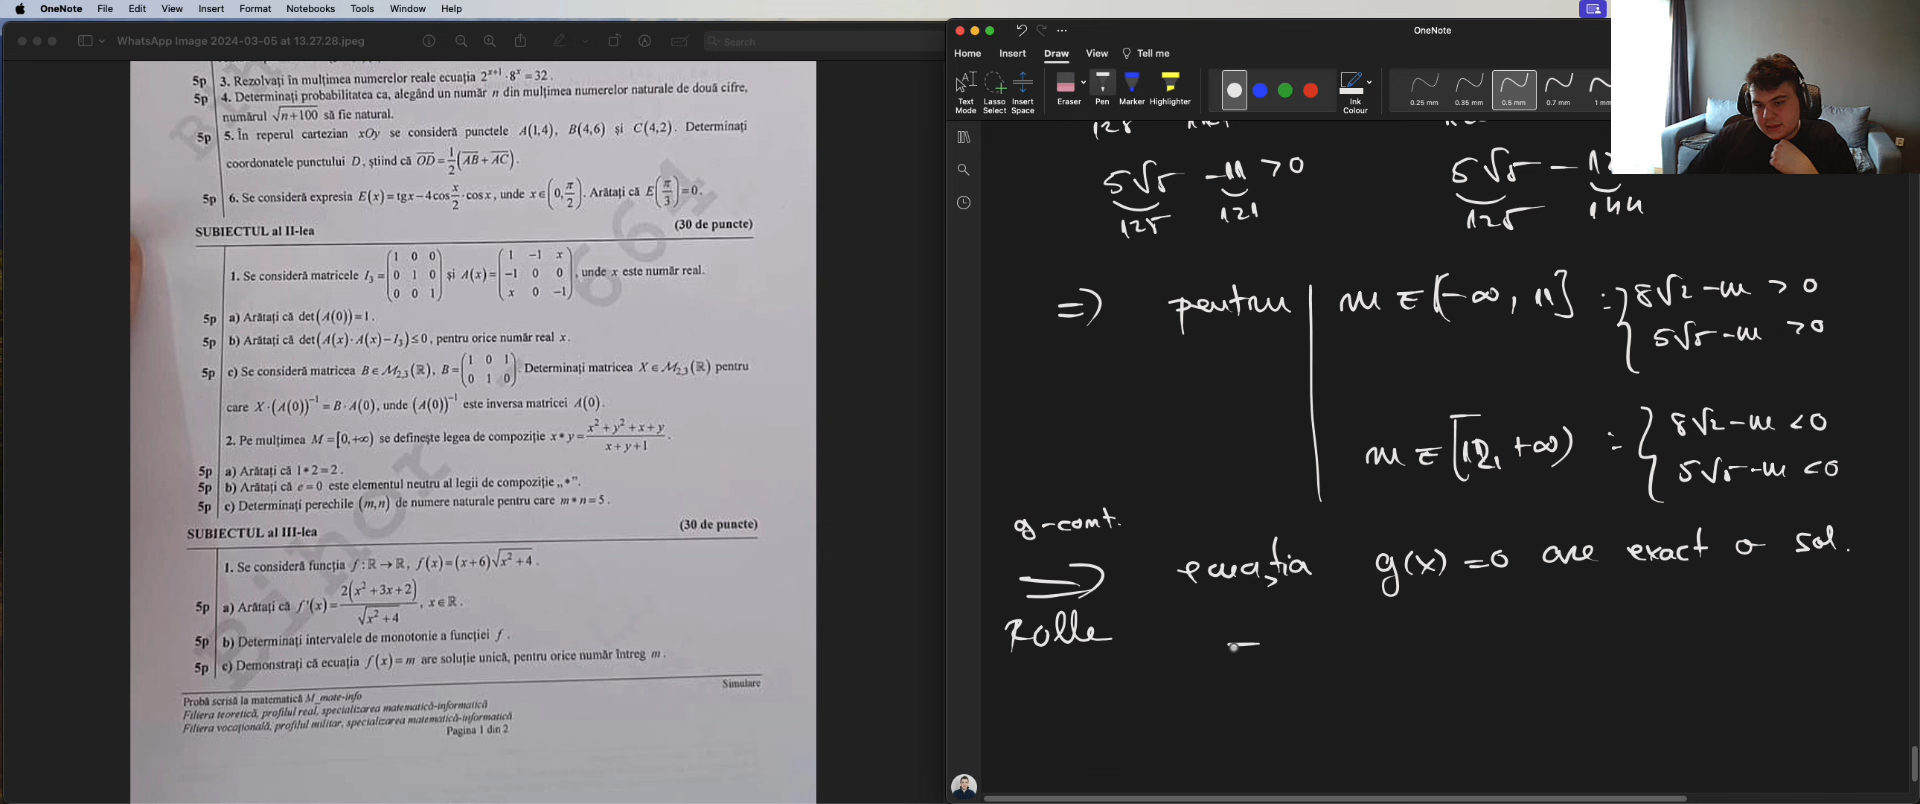 OneNote File Edit View Insert Format Notebooks Tools Window Help
WhatsApp Image 2024-03-05 at 13.27.28.jpeg
Search
5p 3. Rezolvați în mulțimea numerelor reale ecuația 2^{x+1}·8^x = 32.
5p 4. Determinați probabilitatea ca, alegând un număr n din mulțimea numerelor naturale de două cifre,
numărul √(n+100) să fie natural.
5p 5. În reperul cartezian xOy se consideră punctele A(1,4), B(4,6) și C(4,2). Determinați
coordonatele punctului D, știind că OD = 1/2(AB + AC).
5p 6. Se consideră expresia E(x) = tgx − 4cos x/2 · cos x, unde x ∈ (0, π/2). Arătați că E(π/3) = 0.
SUBIECTUL al II-lea (30 de puncte)
1. Se consideră matricele I₃ = (1 0 0 0 1 0 0 0 1) și A(x) = (1 −1 x −1 0 0 x 0 −1), unde x este număr real.
5p a) Arătați că det(A(0)) = 1.
5p b) Arătați că det(A(x)·A(x) − I₃) ≤ 0, pentru orice număr real x.
5p c) Se consideră matricea B ∈ M₂,₃(ℝ), B = (1 0 1 0 1 0). Determinați matricea X ∈ M₂,₃(ℝ) pentru
care X·(A(0))⁻¹ = B·A(0), unde (A(0))⁻¹ este inversa matricei A(0).
2. Pe mulțimea M = [0,+∞) se definește legea de compoziție x * y = (x² + y² + x + y)/(x + y + 1).
5p a) Arătați că 1 * 2 = 2.
5p b) Arătați că e = 0 este elementul neutru al legii de compoziție „*”.
5p c) Determinați perechile (m,n) de numere naturale pentru care m * n = 5.
SUBIECTUL al III-lea (30 de puncte)
1. Se consideră funcția f : ℝ → ℝ, f(x) = (x+6)√(x²+4).
5p a) Arătați că f'(x) = 2(x²+3x+2)/√(x²+4), x ∈ ℝ.
5p b) Determinați intervalele de monotonie a funcției f.
5p c) Demonstrați că ecuația f(x) = m are soluție unică, pentru orice număr întreg m.
Simulare
Probă scrisă la matematică M_mate-info
Filiera teoretică, profilul real, specializarea matematică-informatică
Filiera vocațională, profilul militar, specializarea matematică-informatică
Pagina 1 din 2
Bihor
664
OneNote
Home Insert Draw View Tell me
Text Mode Lasso Select Insert Space Eraser Pen Marker Highlighter Ink Colour 0.25 mm 0.35 mm 0.5 mm 0.7 mm 1 mm
128 121
5√5 − 11 > 0
125 121
5√5 −
125 144
=> pentru m ∈ (−∞, 11] : 8√2 − m > 0
5√5 − m > 0
m ∈ [12, +∞) : 8√2 − m < 0
5√5 − m < 0
g-cont.
=> ecuația g(x) = 0 are exact o sol.
Rolle